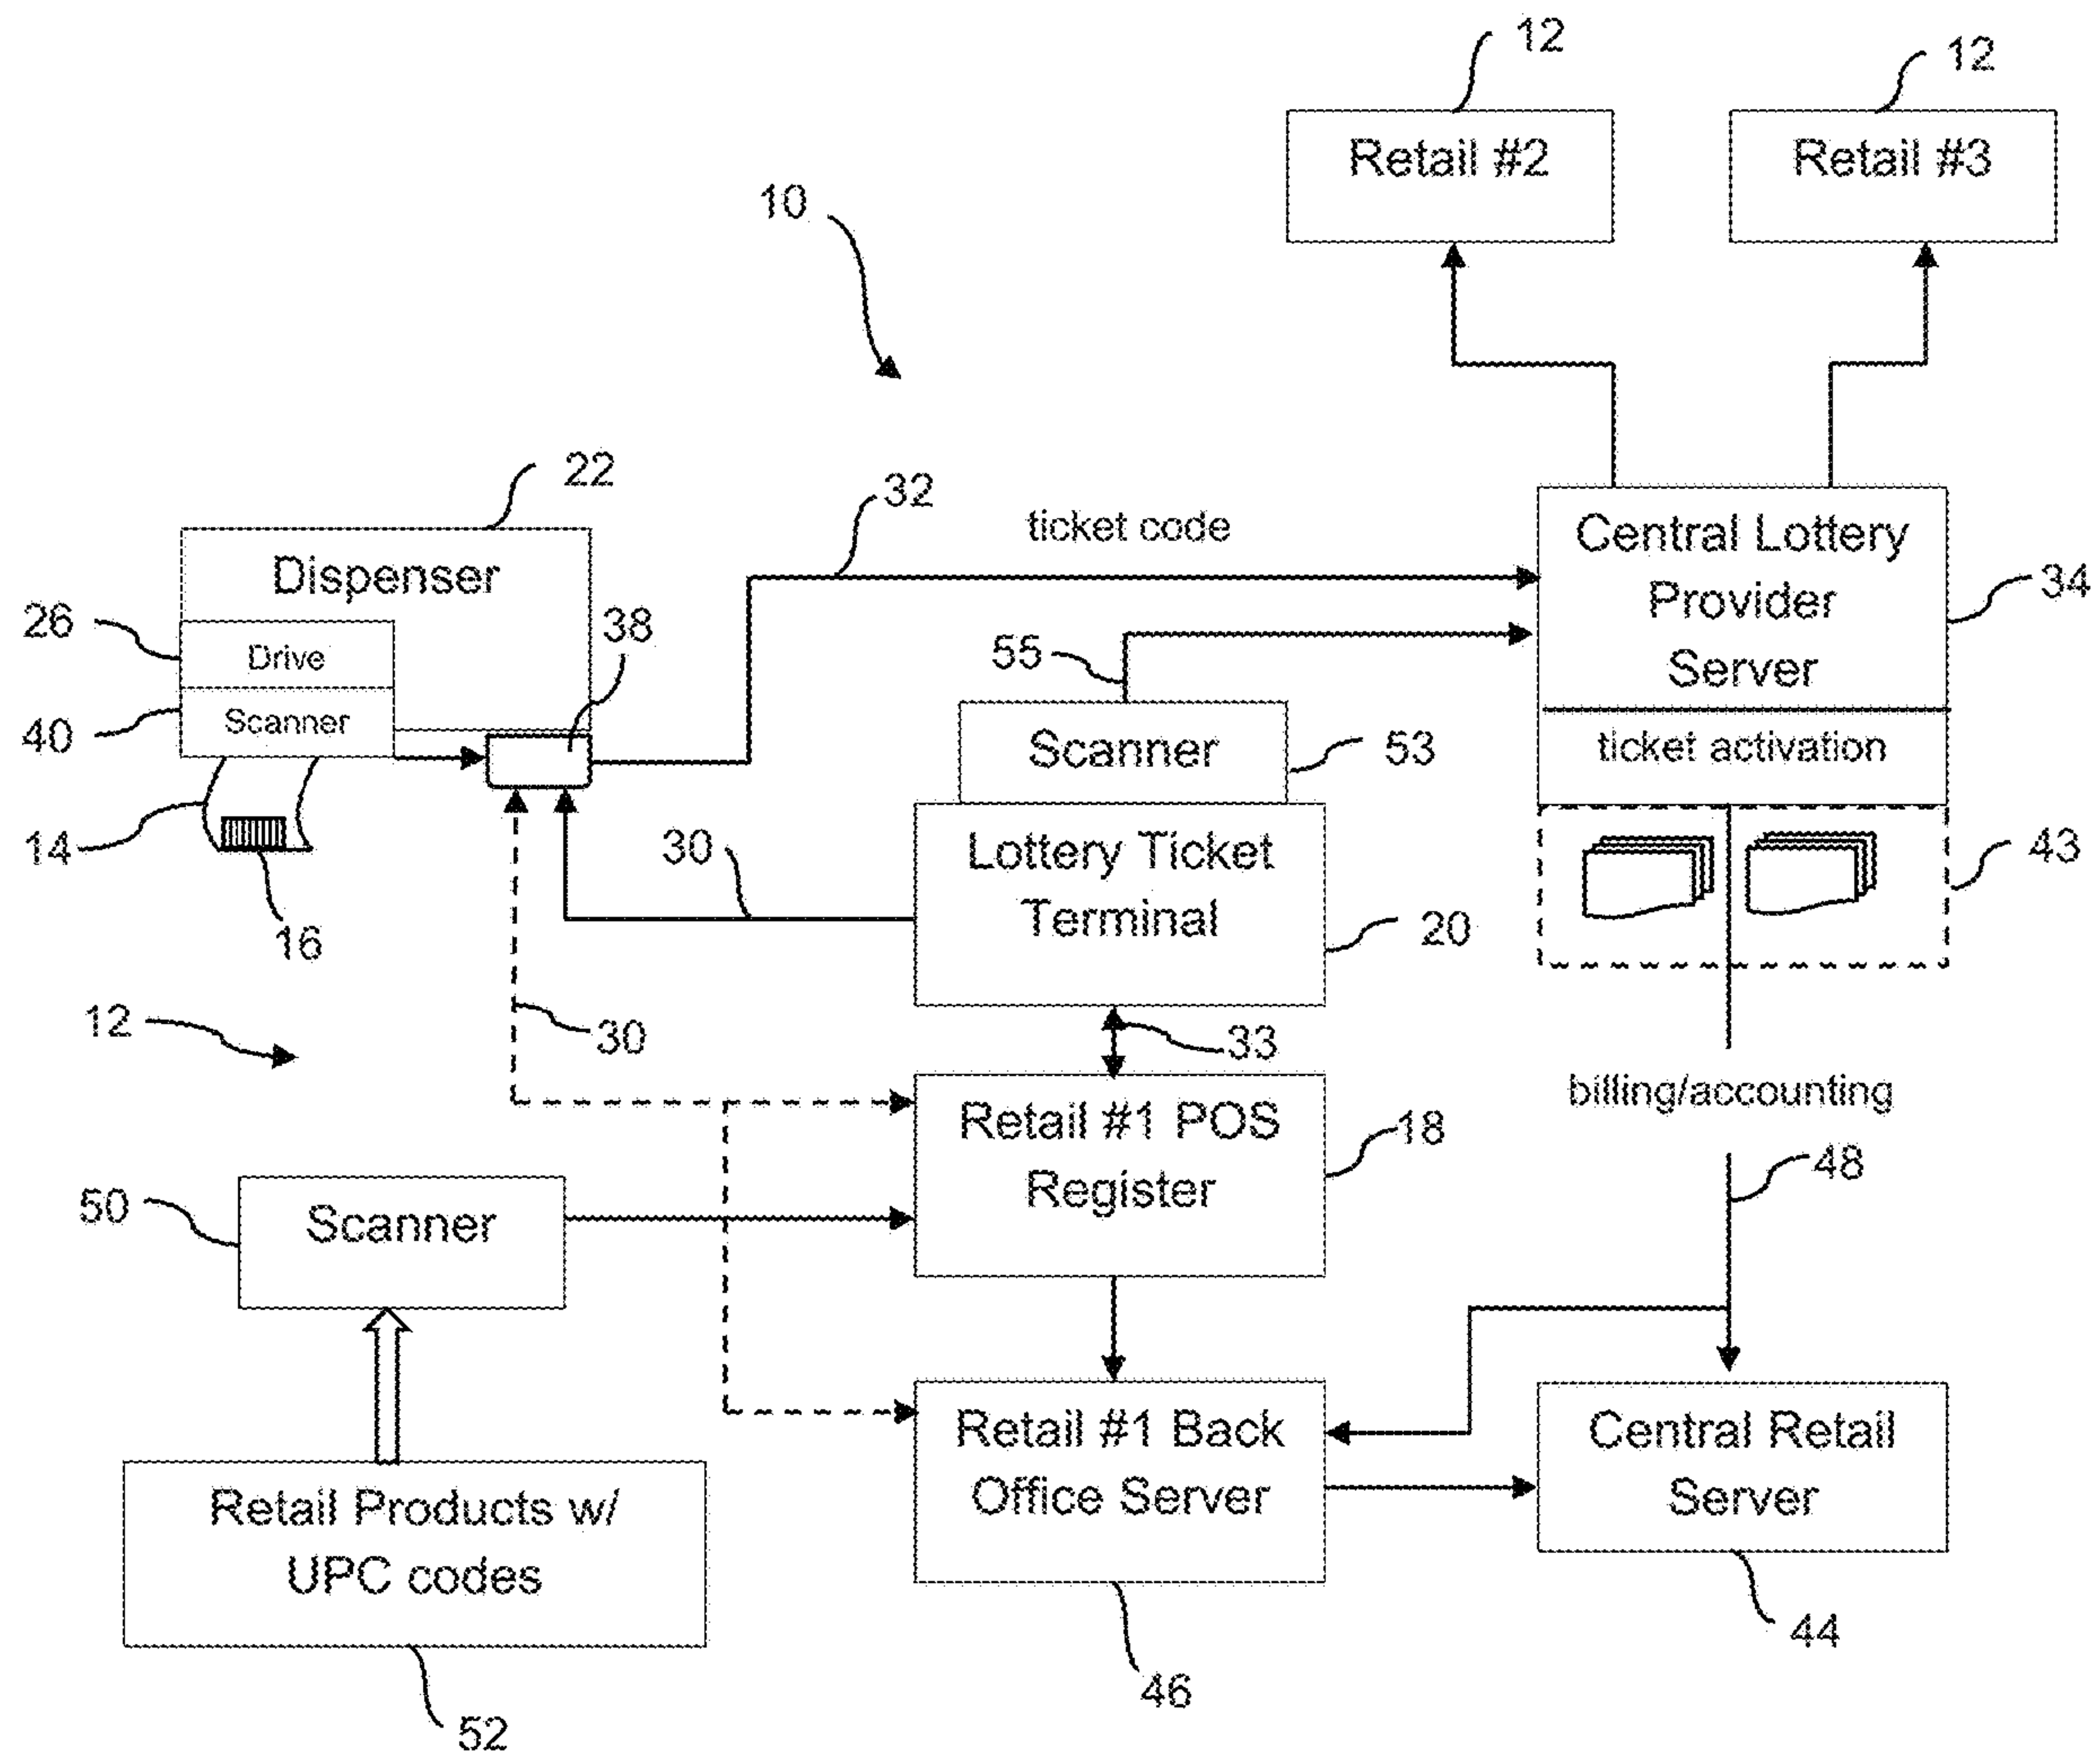 12
12
Retail #2
Retail #3
10
22
32
ticket code
Dispenser
Central Lottery
Provider
Server
34
26
Drive
38
40
Scanner
55
Scanner
53
ticket activation
14
16
30
Lottery Ticket
Terminal
20
43
12
30
33
billing/accounting
Retail #1 POS
Register
18
48
50
Scanner
Retail #1 Back
Office Server
Central Retail
Server
Retail Products w/
UPC codes
44
46
52